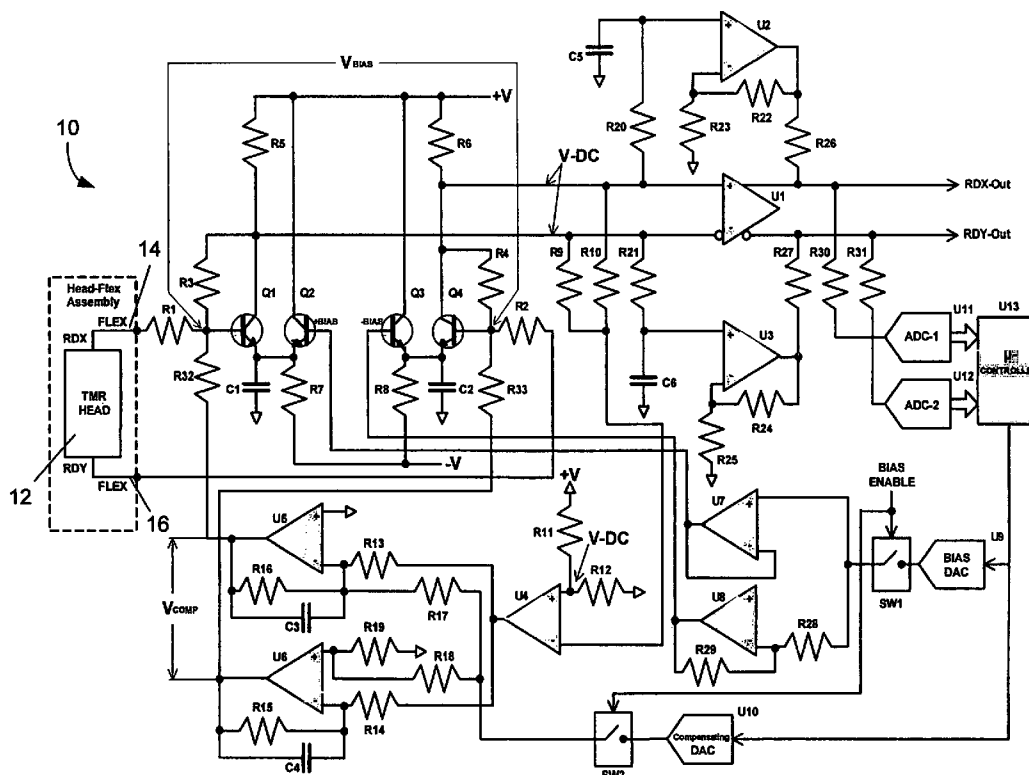 U2
C5
VBIAS
+V
R20
R23
R22
R26
10
R5
R6
V-DC
RDX-Out
U1
RDY-Out
14
R3
R4
R9
R10
R21
R27
R30
R31
Head-Flex
Assembly
FLEX
R1
Q1
Q2
Q3
Q4
R2
U11
U13
RDX
+BIAS
-BIAS
U3
ADC-1
CONTROLLER
TMR
HEAD
R32
C1
R7
R8
C2
R33
C6
U12
ADC-2
R24
12
RDY
R25
-V
FLEX
16
+V
BIAS
ENABLE
U5
R13
R11
V-DC
U7
U9
R16
R12
BIAS
DAC
VCOMP
C3
R17
U4
SW1
U8
R28
R19
U6
R18
R29
R15
R14
U10
C4
Compensating
DAC
SW2